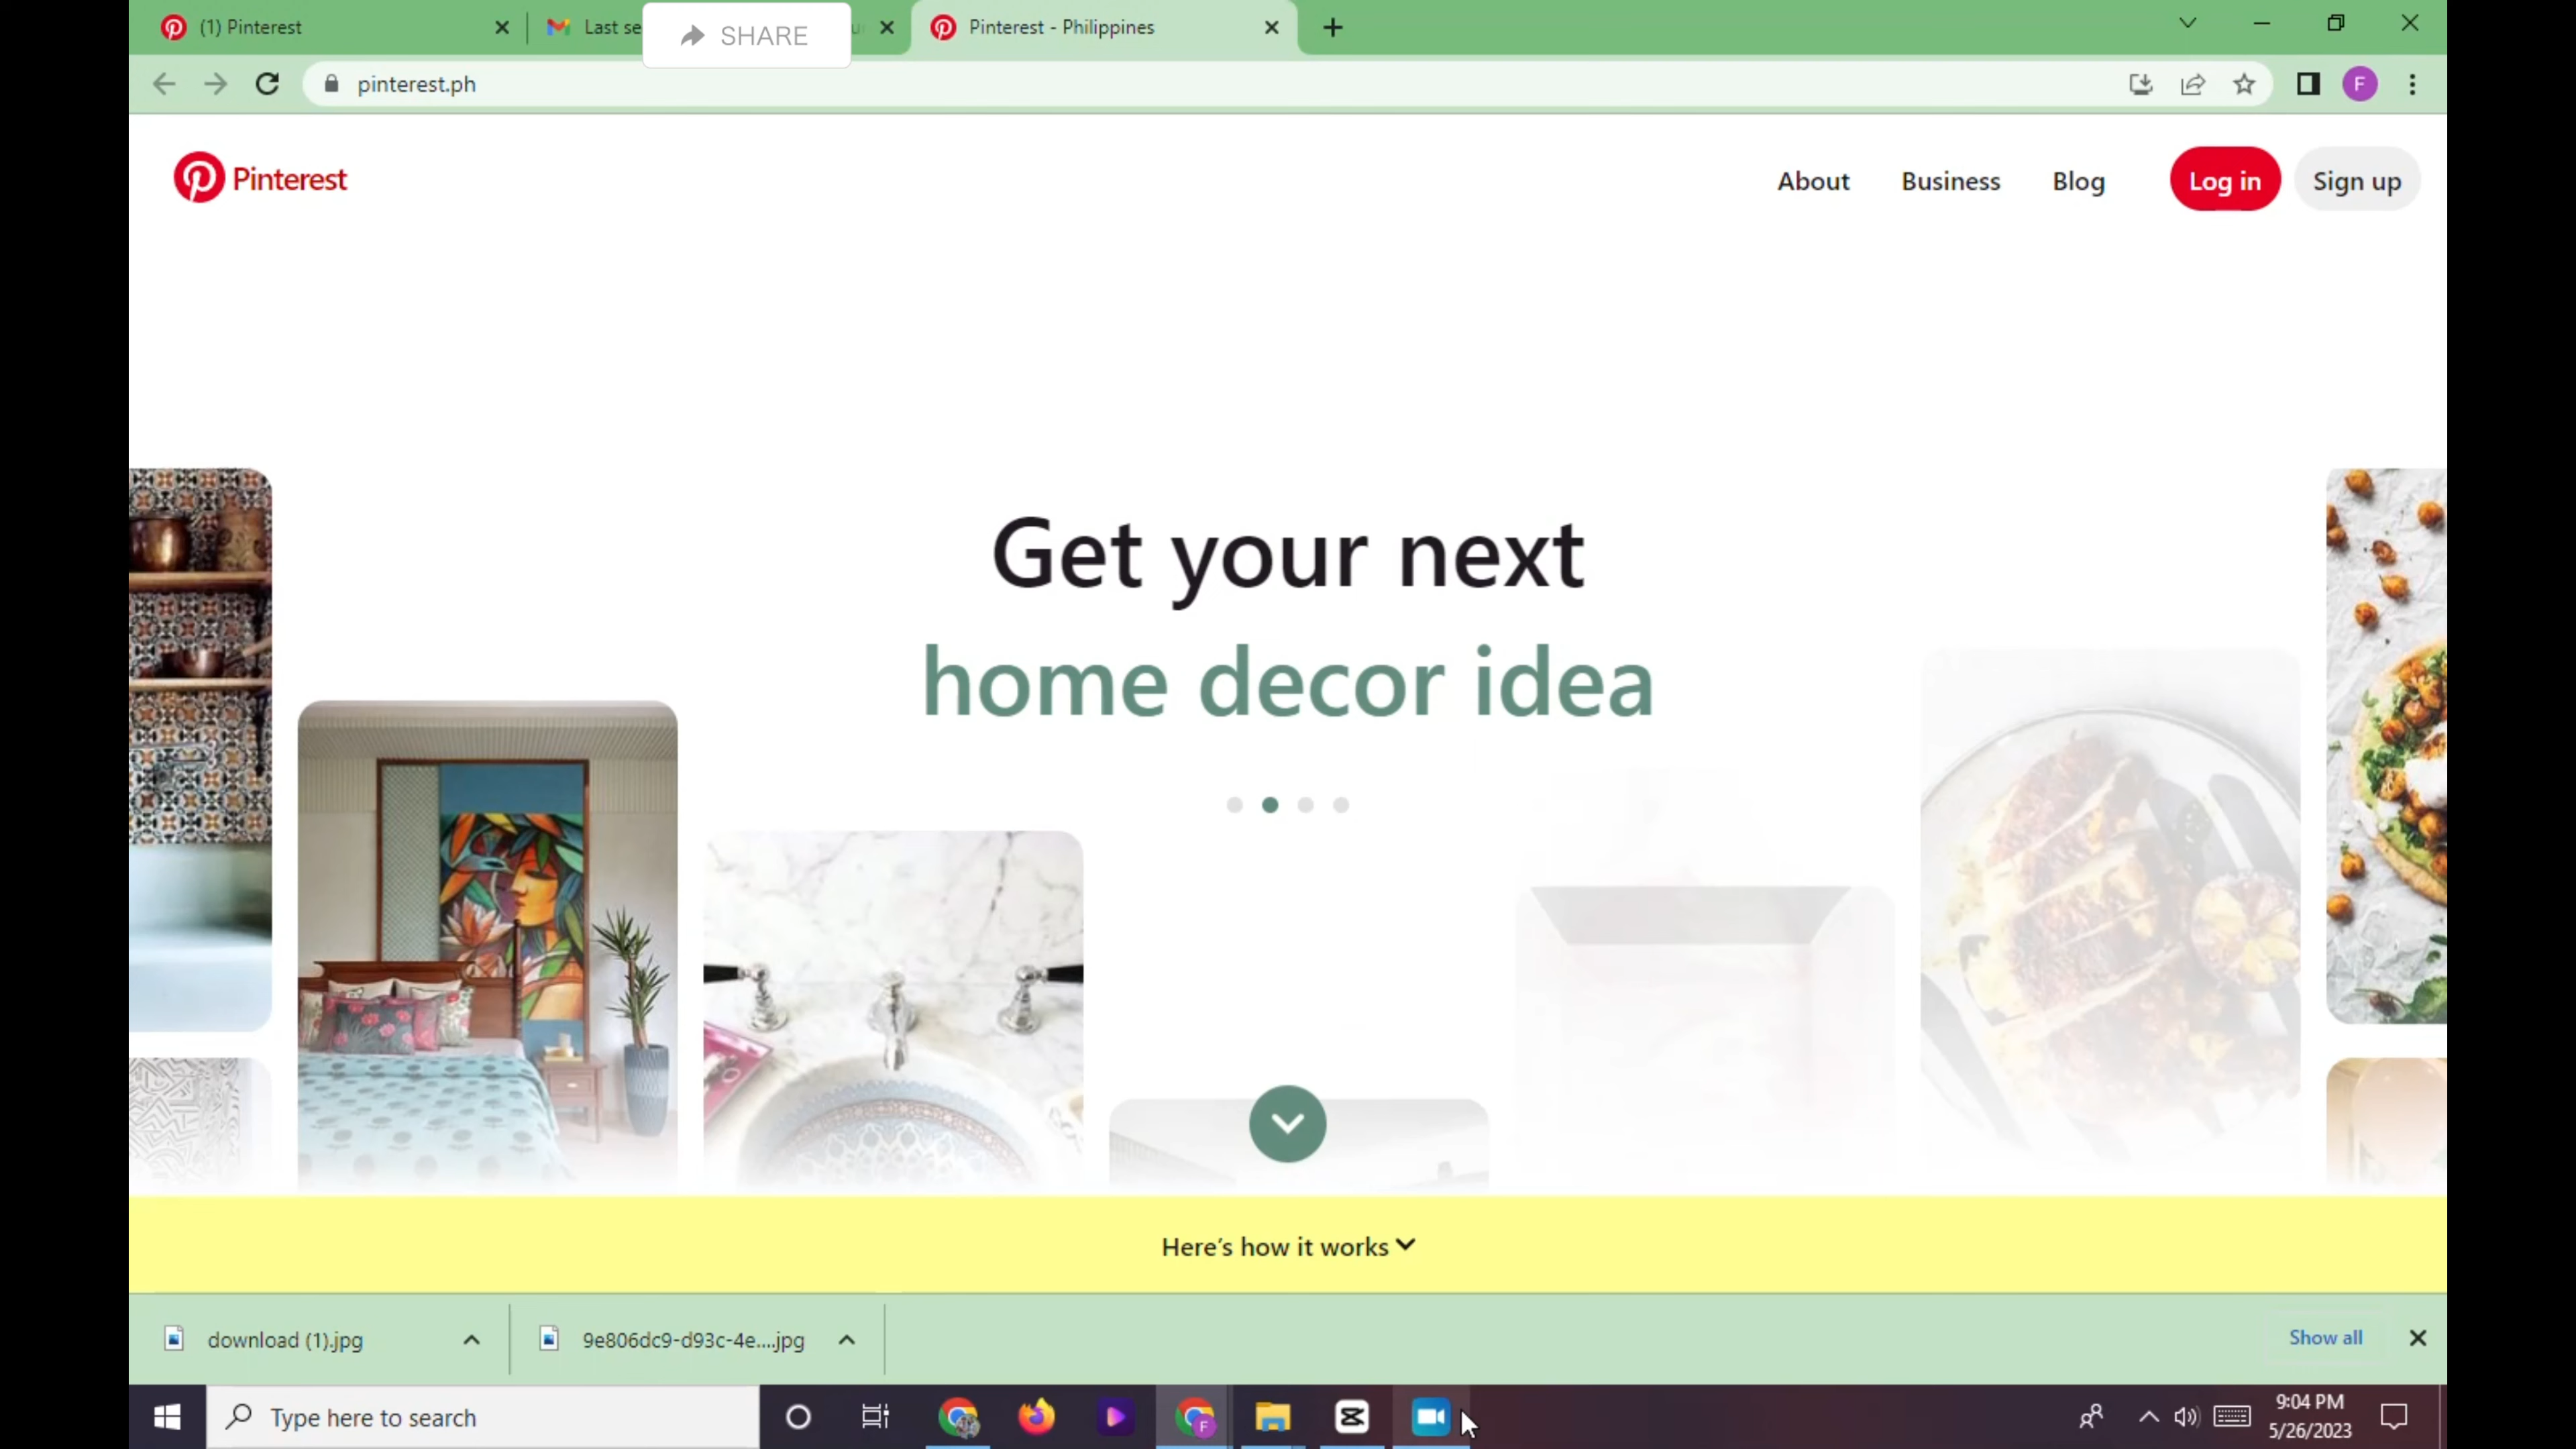 (1) Pinterest
Last se
SHARE
Pinterest - Philippines
pinterest.ph
F
Pinterest
About
Business
Blog
Log in
Sign up
Get your next
home decor idea
Here's how it works
download (1).jpg
9e806dc9-d93c-4e....jpg
Show all
Type here to search
F
9:04 PM
5/26/2023